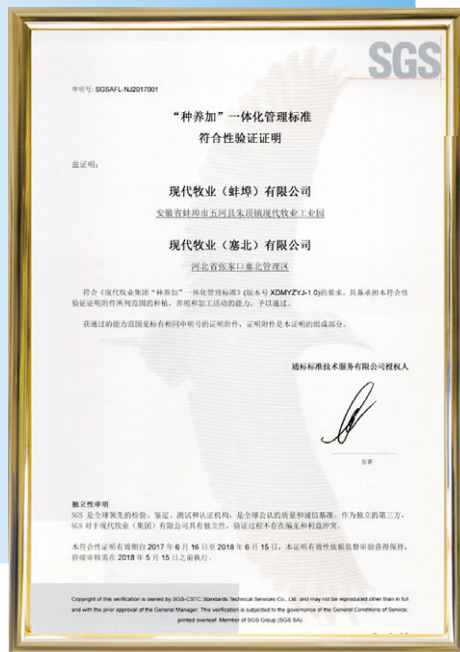 SGS
申明号: SGSAFL-NJ2017001
“种养加”一体化管理标准
符合性验证证明
兹证明:
现代牧业（蚌埠）有限公司
安徽省蚌埠市五河县朱顶镇现代牧业工业园
现代牧业（塞北）有限公司
河北省张家口塞北管理区
符合《现代牧业集团“种养加”一体化管理标准》(版本号 XDMYZYJ-1.0)的要求，具备承担本符合性
验证证明附件所列范围的种植，养殖和加工活动的能力，予以通过。
获通过的能力范围见标有相同申明号的证明附件，证明附件是本证明的组成部分。
通标标准技术服务有限公司授权人
签署
独立性申明
SGS 是全球领先的检验、鉴定、测试和认证机构，是全球公认的质量和诚信基准。作为独立的第三方，
SGS 对于现代牧业（集团）有限公司具有独立性，验证过程不存在偏见和利益冲突。
本符合性证明有效期自 2017 年 6 月 16 日至 2018 年 6 月 15 日，本证明有效性依据监督审验获得保持，
持续审核需在 2018 年 5 月 15 日之前执行。
Copyright of this verification is owned by SGS-CSTC Standards Technical Services Co., Ltd. and may not be reproduced other than in full
and with the prior approval of the General Manager. This verification is subjected to the governance of the General Conditions of Service,
printed overleaf. Member of SGS Group (SGS SA)